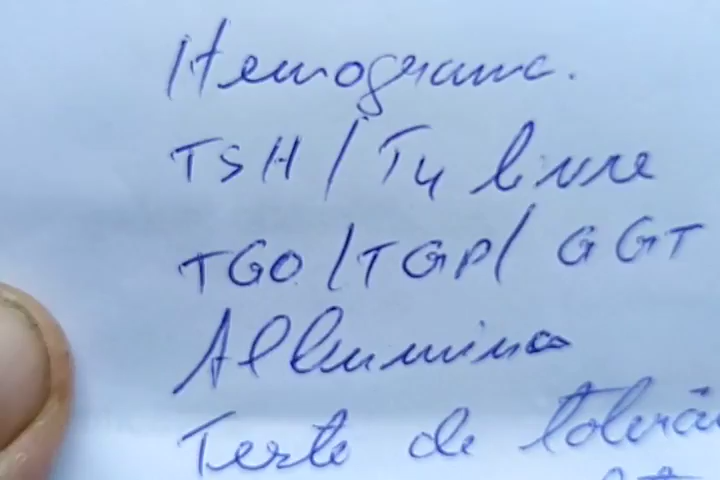 Hemograma.
TSH / T4 livre
TGO / TGP / GGT
Albumina
Teste de